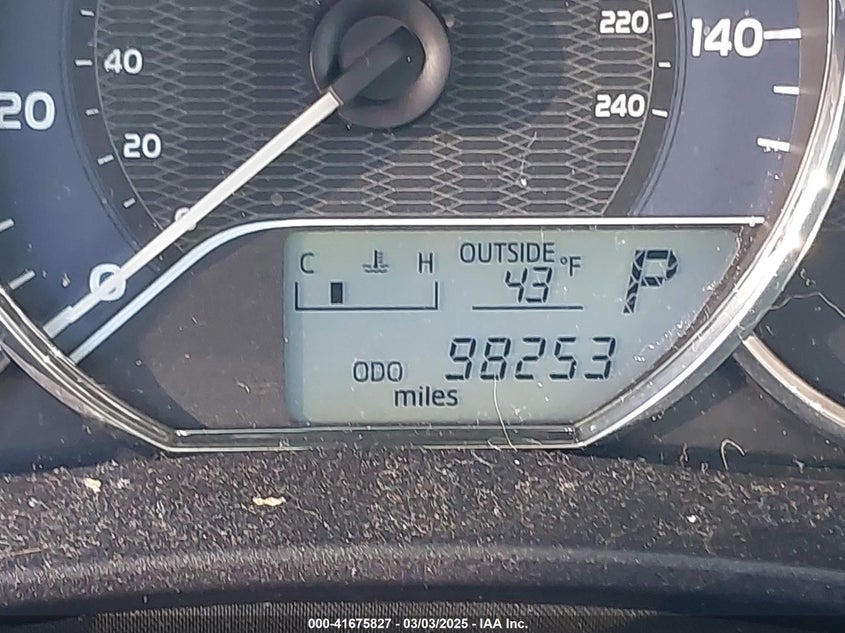 220
140
40
20
240
20
0
0
C H
OUTSIDE
43 °F
P
ODO 98253
miles
000-41675827 - 03/03/2025 - IAA Inc.